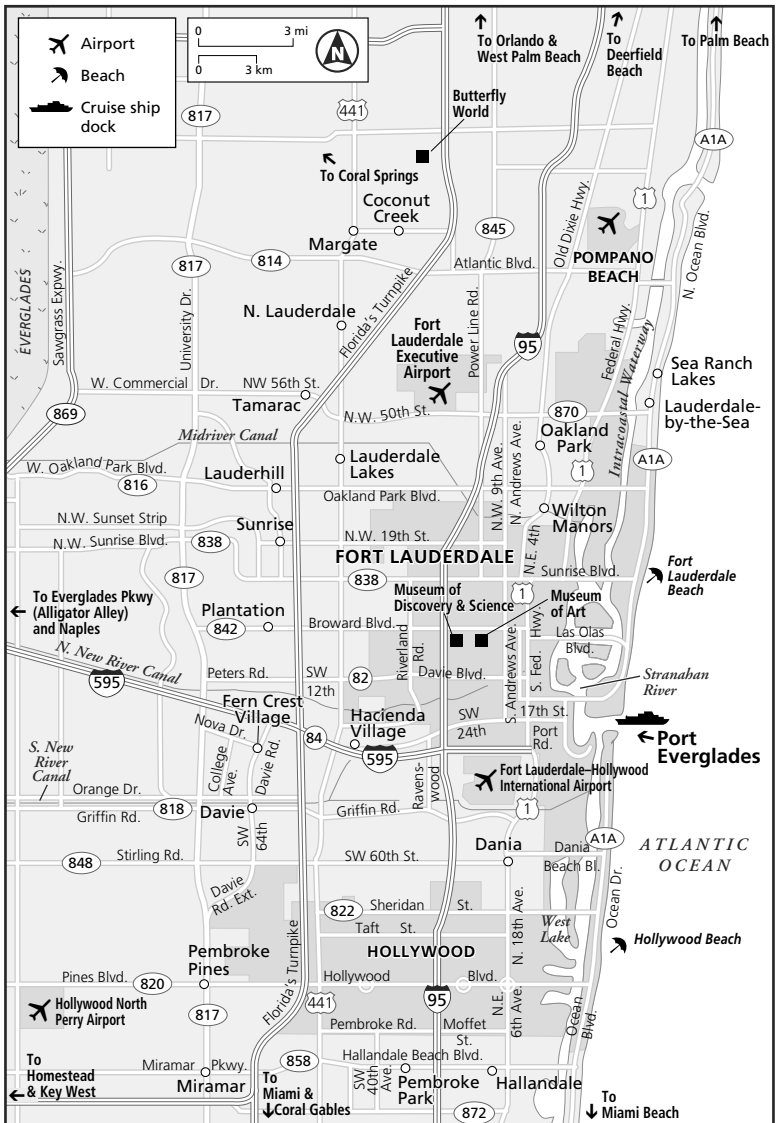 Airport
Beach
Cruise ship
dock
0
3 mi
0
3 km
N
To Orlando &
West Palm Beach
To
Deerfield
Beach
To Palm Beach
817
441
Butterfly
World
A1A
To Coral Springs
1
Coconut
Creek
845
Old Dixie Hwy.
Margate
POMPANO
BEACH
N. Ocean Blvd.
817
814
Atlantic Blvd.
EVERGLADES
Sawgrass Expwy.
University Dr.
Florida's Turnpike
Power Line Rd.
N. Lauderdale
Fort
Lauderdale
Executive
Airport
95
Federal Hwy.
Intracoastal Waterway
Sea Ranch
Lakes
W. Commercial Dr.
NW 56th St.
Tamarac
869
N.W. 50th St.
870
Lauderdale-
by-the-Sea
Midriver Canal
Oakland
Park
N.W. 9th Ave.
N. Andrews Ave.
W. Oakland Park Blvd.
816
Lauderhill
Lauderdale
Lakes
1
A1A
Oakland Park Blvd.
N.W. Sunset Strip
Sunrise
Wilton
Manors
N.W. Sunrise Blvd.
838
N.W. 19th St.
N.E. 4th
FORT LAUDERDALE
817
838
Sunrise Blvd.
Fort
Lauderdale
Beach
To Everglades Pkwy
(Alligator Alley)
and Naples
Museum of
Discovery & Science
1
Museum
of Art
Plantation
842
Broward Blvd.
Riverland
Rd.
S. Andrews Ave.
S. Fed. Hwy.
Las Olas
Blvd.
N. New River Canal
595
Peters Rd.
SW
12th
82
Davie Blvd.
Stranahan
River
Fern Crest
Village
Hacienda
Village
SW
24th
S. 17th St.
Nova Dr.
84
595
Port
Rd.
Port
Everglades
S. New
River
Canal
College
Ave.
Davie Rd.
Ravens-
wood
Fort Lauderdale–Hollywood
International Airport
Orange Dr.
Griffin Rd.
818
Davie
Griffin Rd.
1
SW
64th
Dania
A1A
ATLANTIC
OCEAN
848
Stirling Rd.
SW 60th St.
Dania
Beach Bl.
Davie
Rd. Ext.
822
Sheridan St.
Ocean Dr.
Taft St.
N. 18th Ave.
West
Lake
Pembroke
Pines
HOLLYWOOD
Hollywood Beach
Pines Blvd.
820
Florida's Turnpike
Hollywood Blvd.
Hollywood North
Perry Airport
817
441
95
N.E.
6th Ave.
Ocean
Blvd.
Pembroke Rd.
Moffet
St.
To
Homestead
& Key West
Miramar Pkwy.
858
Hallandale Beach Blvd.
Miramar
To
Miami &
Coral Gables
SW
40th
Ave.
Pembroke
Park
Hallandale
872
To
Miami Beach